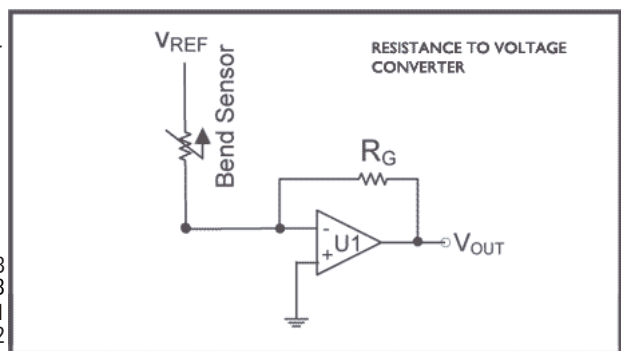 VREF
RESISTANCE TO VOLTAGE
CONVERTER
Bend Sensor
RG
-
U1
+
VOUT